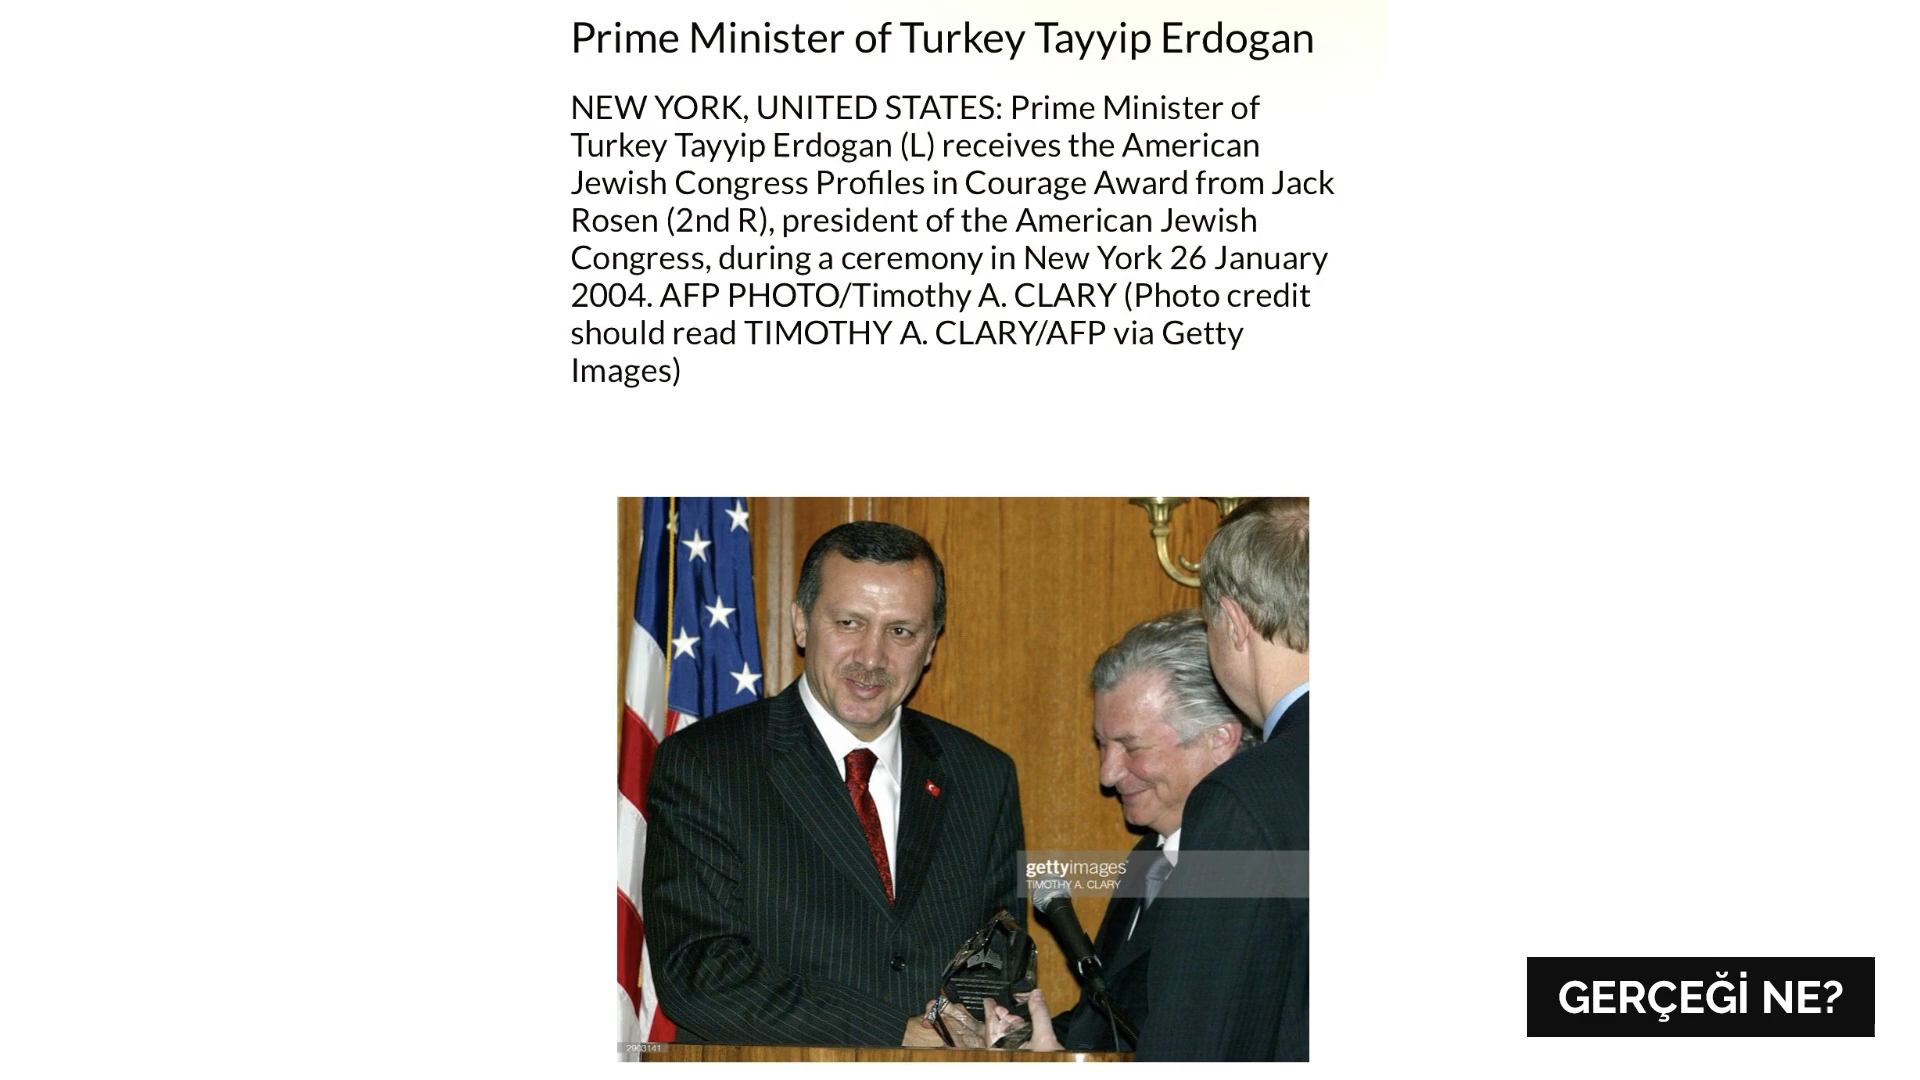 Prime Minister of Turkey Tayyip Erdogan
NEW YORK, UNITED STATES: Prime Minister of
Turkey Tayyip Erdogan (L) receives the American
Jewish Congress Profiles in Courage Award from Jack
Rosen (2nd R), president of the American Jewish
Congress, during a ceremony in New York 26 January
2004. AFP PHOTO/Timothy A. CLARY (Photo credit
should read TIMOTHY A. CLARY/AFP via Getty
Images)
gettyimages
TIMOTHY A. CLARY
2903141
GERÇEĞİ NE?